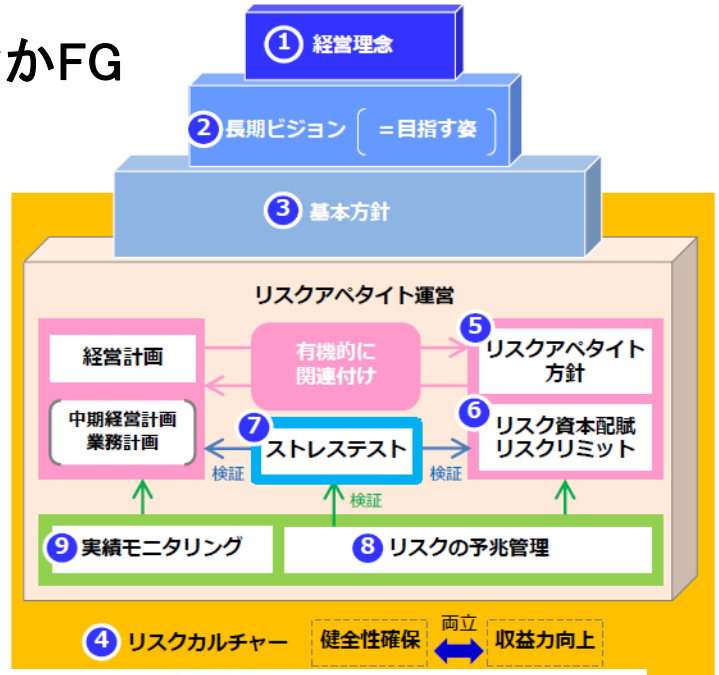 かFG
1 経営理念
2 長期ビジョン ( =目指す姿 )
3 基本方針
リスクアペタイト運営
経営計画
中期経営計画
業務計画
有機的に
関連付け
5 リスクアペタイト
方針
6 リスク資本配賦
リスクリミット
7 ストレステスト
検証
検証
検証
9 実績モニタリング
8 リスクの予兆管理
4 リスクカルチャー
健全性確保
両立
収益力向上